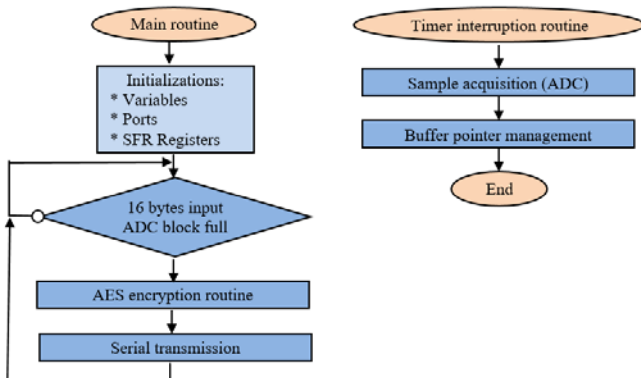 Main routine
Initializations:
* Variables
* Ports
* SFR Registers
16 bytes input
ADC block full
AES encryption routine
Serial transmission
Timer interruption routine
Sample acquisition (ADC)
Buffer pointer management
End